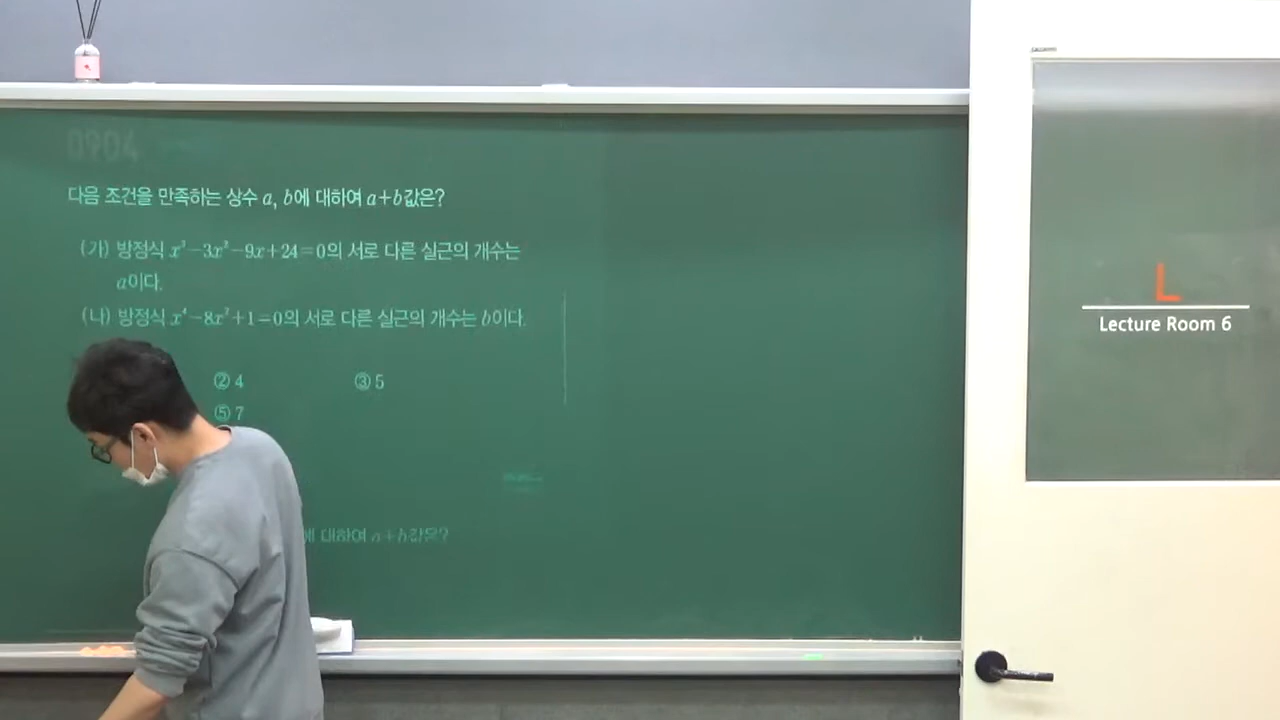 0904
다음 조건을 만족하는 상수 a, b에 대하여 a+b값은?
(가) 방정식 x³-3x²-9x+24=0의 서로 다른 실근의 개수는
a이다.
(나) 방정식 x⁴-8x²+1=0의 서로 다른 실근의 개수는 b이다.
② 4 ③ 5
⑤ 7
에 대하여 a+b값은?
L
Lecture Room 6